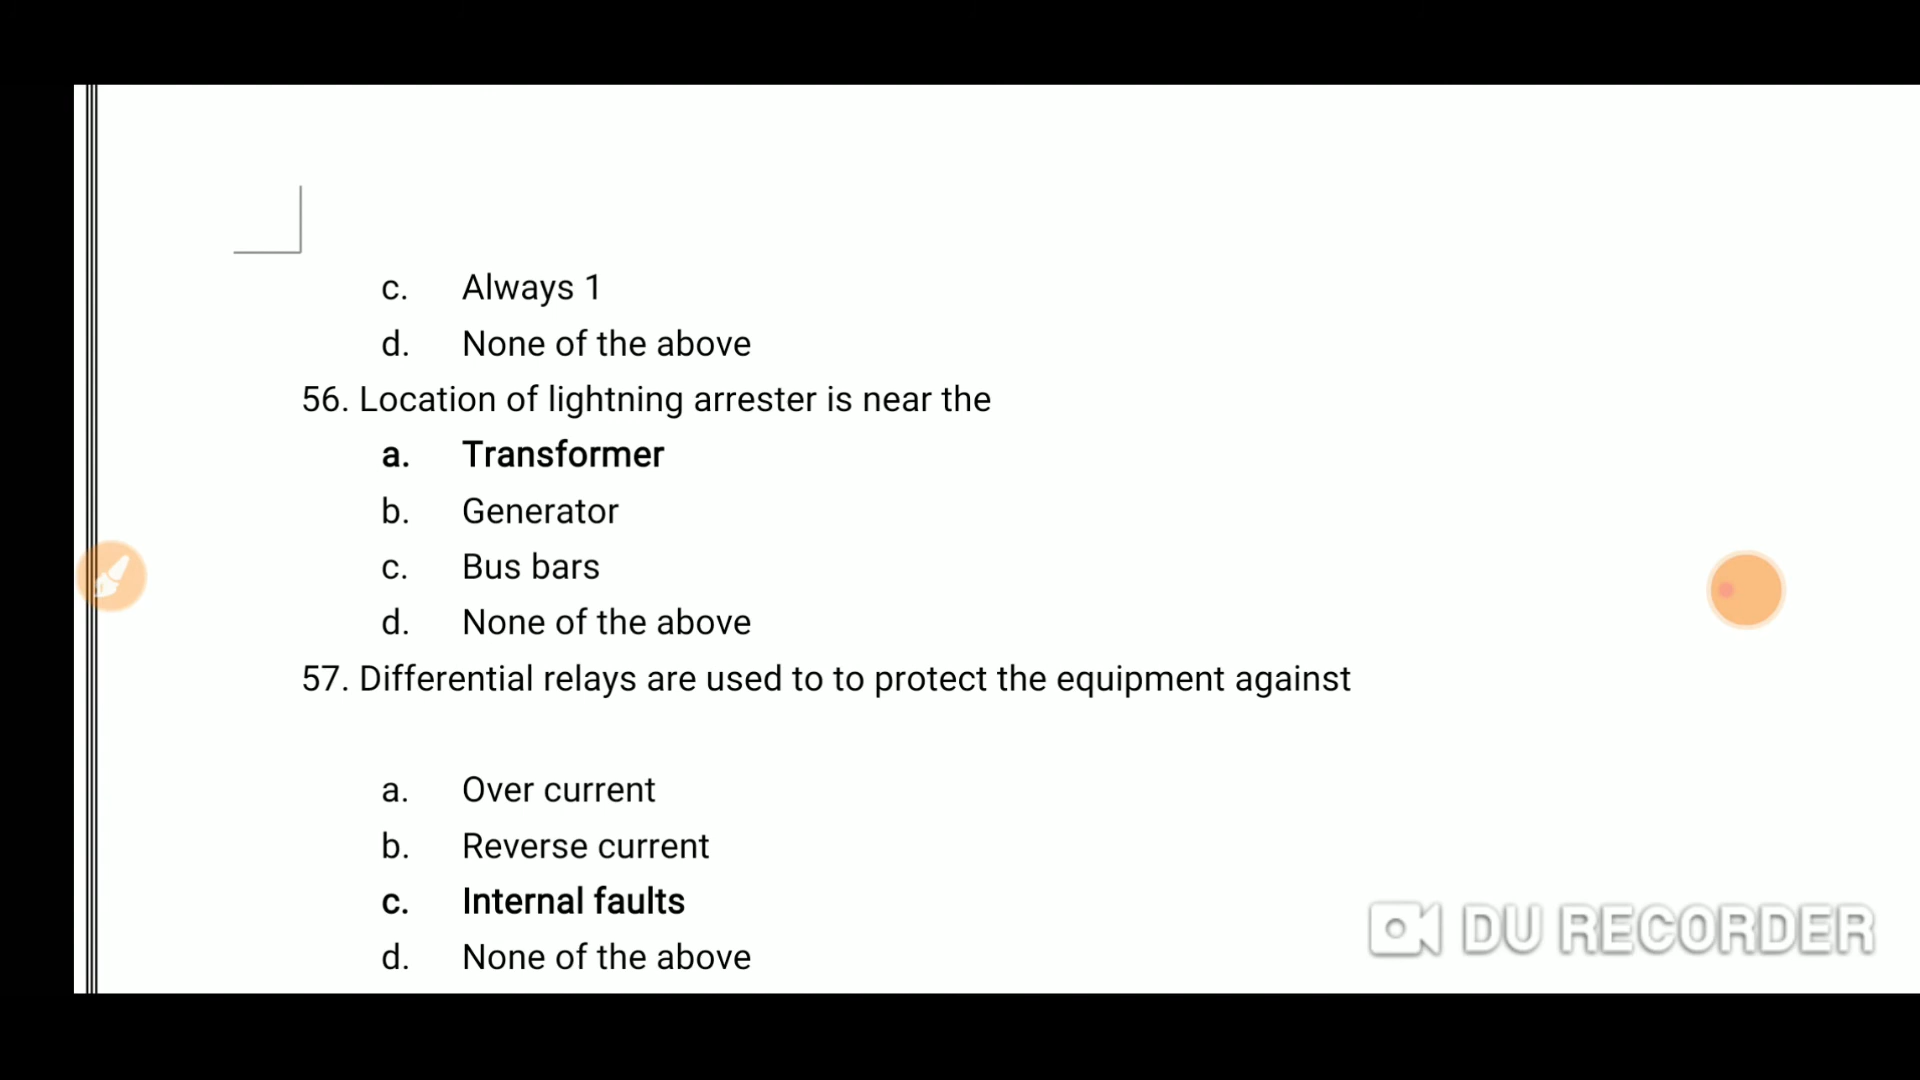 c. Always 1
d. None of the above
56. Location of lightning arrester is near the
a. Transformer
b. Generator
c. Bus bars
d. None of the above
57. Differential relays are used to to protect the equipment against
a. Over current
b. Reverse current
c. Internal faults
d. None of the above
DU RECORDER